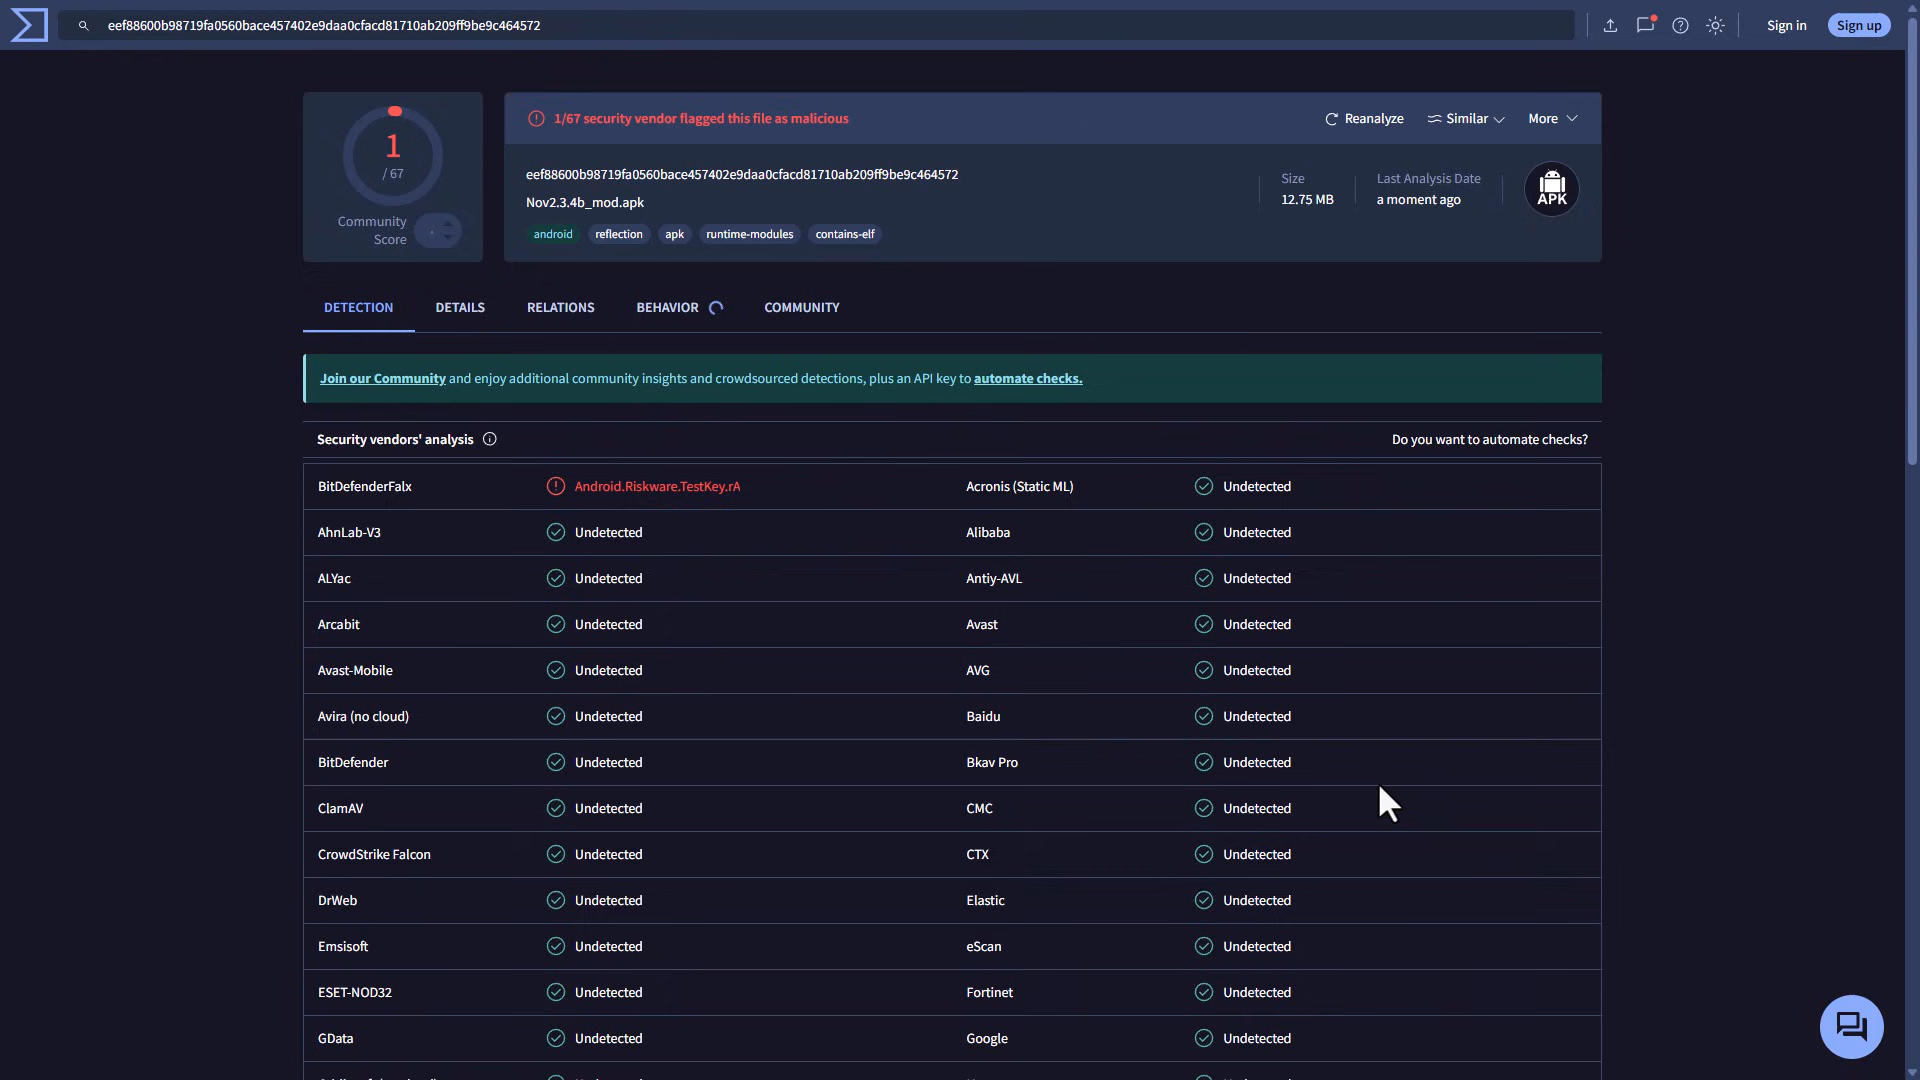 eef88600b98719fa0560bace457402e9daa0cfacd81710ab209ff9be9c464572
Sign in
Sign up
1
/ 67
Community
Score
1/67 security vendor flagged this file as malicious
Reanalyze
Similar
More
eef88600b98719fa0560bace457402e9daa0cfacd81710ab209ff9be9c464572
Nov2.3.4b_mod.apk
android
reflection
apk
runtime-modules
contains-elf
Size
12.75 MB
Last Analysis Date
a moment ago
APK
DETECTION
DETAILS
RELATIONS
BEHAVIOR
COMMUNITY
Join our Community and enjoy additional community insights and crowdsourced detections, plus an API key to automate checks.
Security vendors' analysis
Do you want to automate checks?
BitDefenderFalx Android.Riskware.TestKey.rA Acronis (Static ML) Undetected
AhnLab-V3 Undetected Alibaba Undetected
ALYac Undetected Antiy-AVL Undetected
Arcabit Undetected Avast Undetected
Avast-Mobile Undetected AVG Undetected
Avira (no cloud) Undetected Baidu Undetected
BitDefender Undetected Bkav Pro Undetected
ClamAV Undetected CMC Undetected
CrowdStrike Falcon Undetected CTX Undetected
DrWeb Undetected Elastic Undetected
Emsisoft Undetected eScan Undetected
ESET-NOD32 Undetected Fortinet Undetected
GData Undetected Google Undetected